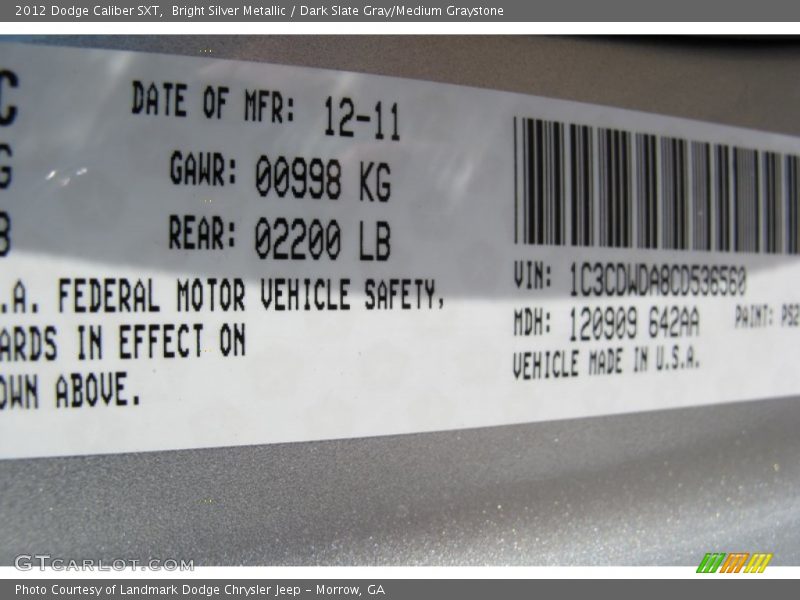 2012 Dodge Caliber SXT,  Bright Silver Metallic / Dark Slate Gray/Medium Graystone
DATE OF MFR: 12-11
GAWR: 00998 KG
REAR: 02200 LB
.A. FEDERAL MOTOR VEHICLE SAFETY,
ARDS IN EFFECT ON
OWN ABOVE.
VIN: 1C3CDWDA8CD536560
MDH: 120909 642AA
PAINT: PS2
VEHICLE MADE IN U.S.A.
GTCARLOT.COM
Photo Courtesy of Landmark Dodge Chrysler Jeep – Morrow, GA